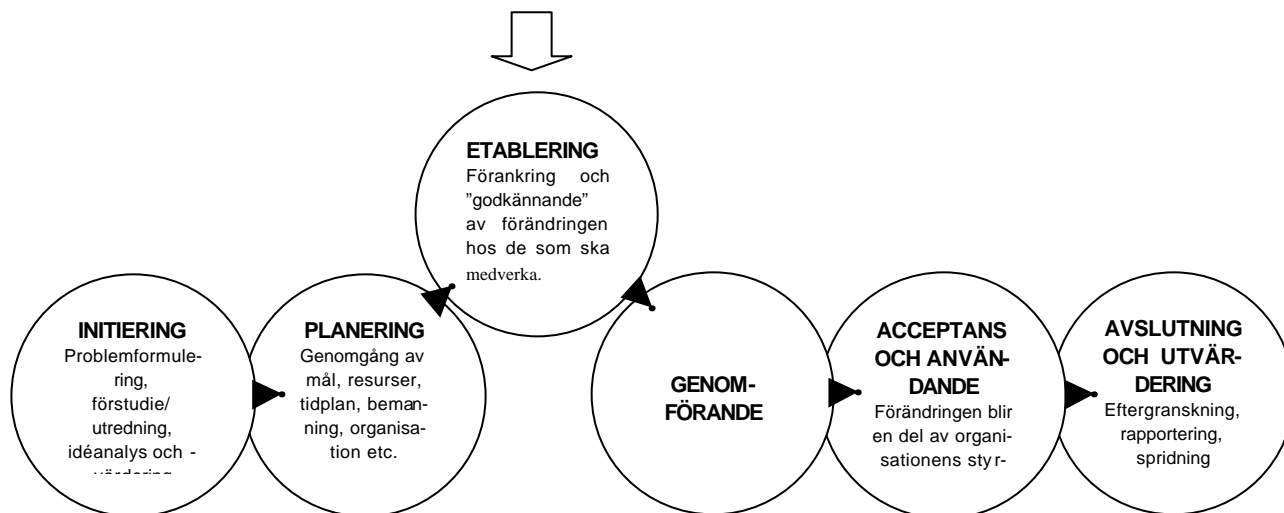 INITIERING
Problemformule-
ring,
förstudie/
utredning,
idéanalys och -
värdering
PLANERING
Genomgång av
mål, resurser,
tidplan, beman-
ning, organisa-
tion etc.
ETABLERING
Förankring och
”godkännande”
av förändringen
hos de som ska
medverka.
GENOM-
FÖRANDE
ACCEPTANS
OCH ANVÄN-
DANDE
Förändringen blir
en del av organi-
sationens styr-
AVSLUTNING
OCH UTVÄR-
DERING
Eftergranskning,
rapportering,
spridning